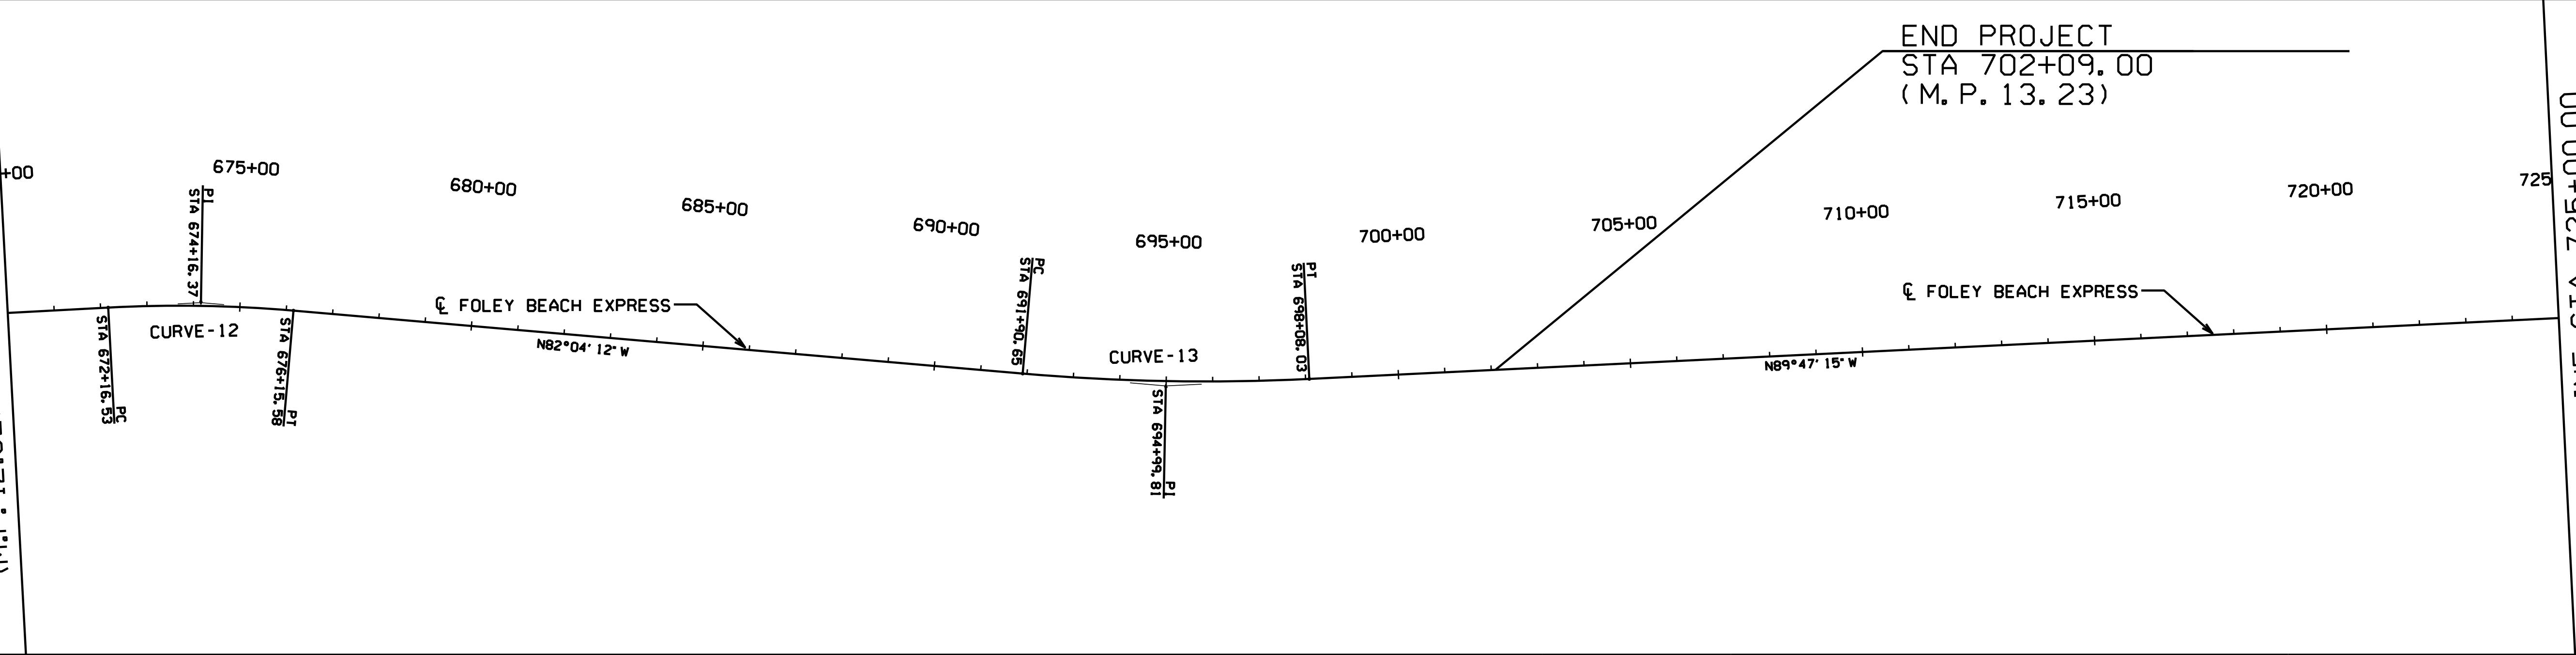 END PROJECT
STA 702+09.00
(M.P. 13.23)
+00
675+00
680+00
685+00
690+00
695+00
700+00
705+00
710+00
715+00
720+00
725
PI
STA 674+16.37
℄ FOLEY BEACH EXPRESS
PC
STA 691+90.65
PT
STA 698+08.03
℄ FOLEY BEACH EXPRESS
CURVE-12
N82°04'12"W
CURVE-13
N89°47'15"W
STA 672+16.53
PC
STA 676+15.58
PT
STA 694+99.81
PI
STA 725+00.00